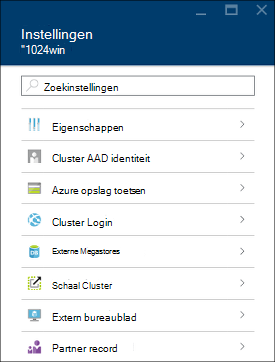 Instellingen
"1024win
Zoekinstellingen
Eigenschappen
Cluster AAD identiteit
Azure opslag toetsen
Cluster Login
Externe Megastores
Schaal Cluster
Extern bureaublad
Partner record